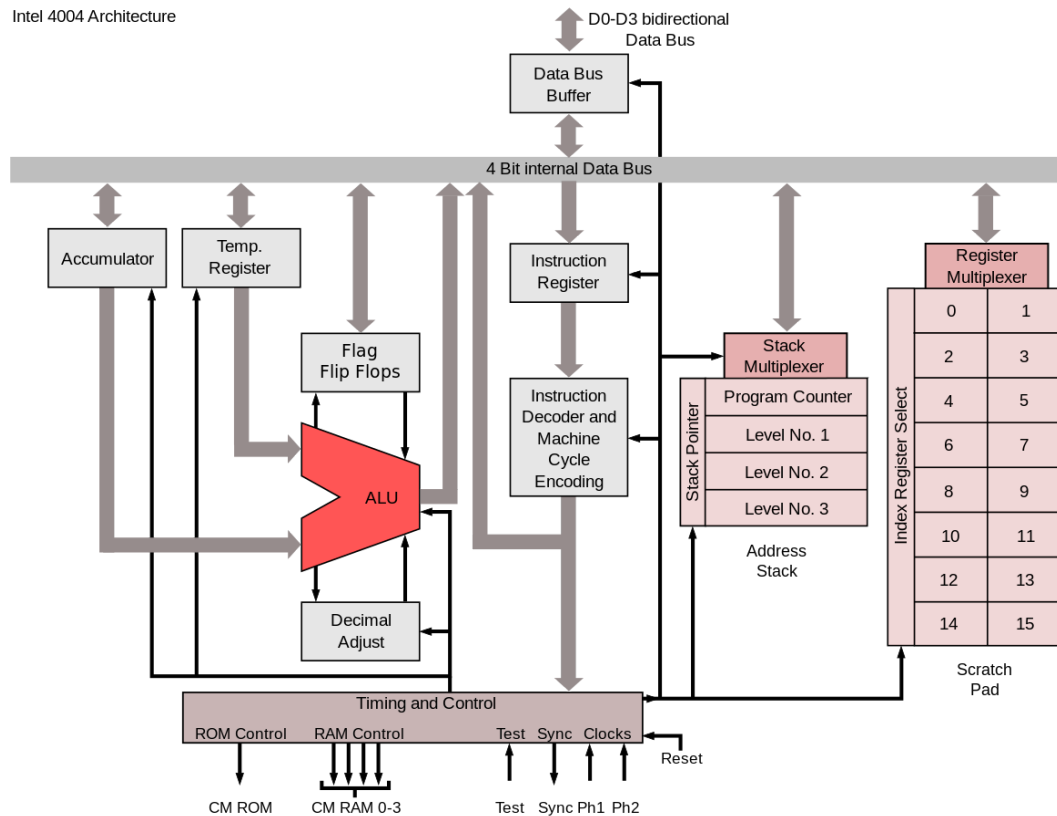 Intel 4004 Architecture
D0-D3 bidirectional
Data Bus
Data Bus
Buffer
4 Bit internal Data Bus
Accumulator
Temp.
Register
Instruction
Register
Register
Multiplexer
Flag
Flip Flops
Stack
Multiplexer
Index Register Select
0 1
2 3
4 5
6 7
8 9
10 11
12 13
14 15
Instruction
Decoder and
Machine
Cycle
Encoding
Stack Pointer
Program Counter
Level No. 1
Level No. 2
Level No. 3
ALU
Address
Stack
Decimal
Adjust
Scratch
Pad
Timing and Control
ROM Control RAM Control Test Sync Clocks
Reset
CM ROM CM RAM 0-3 Test Sync Ph1 Ph2